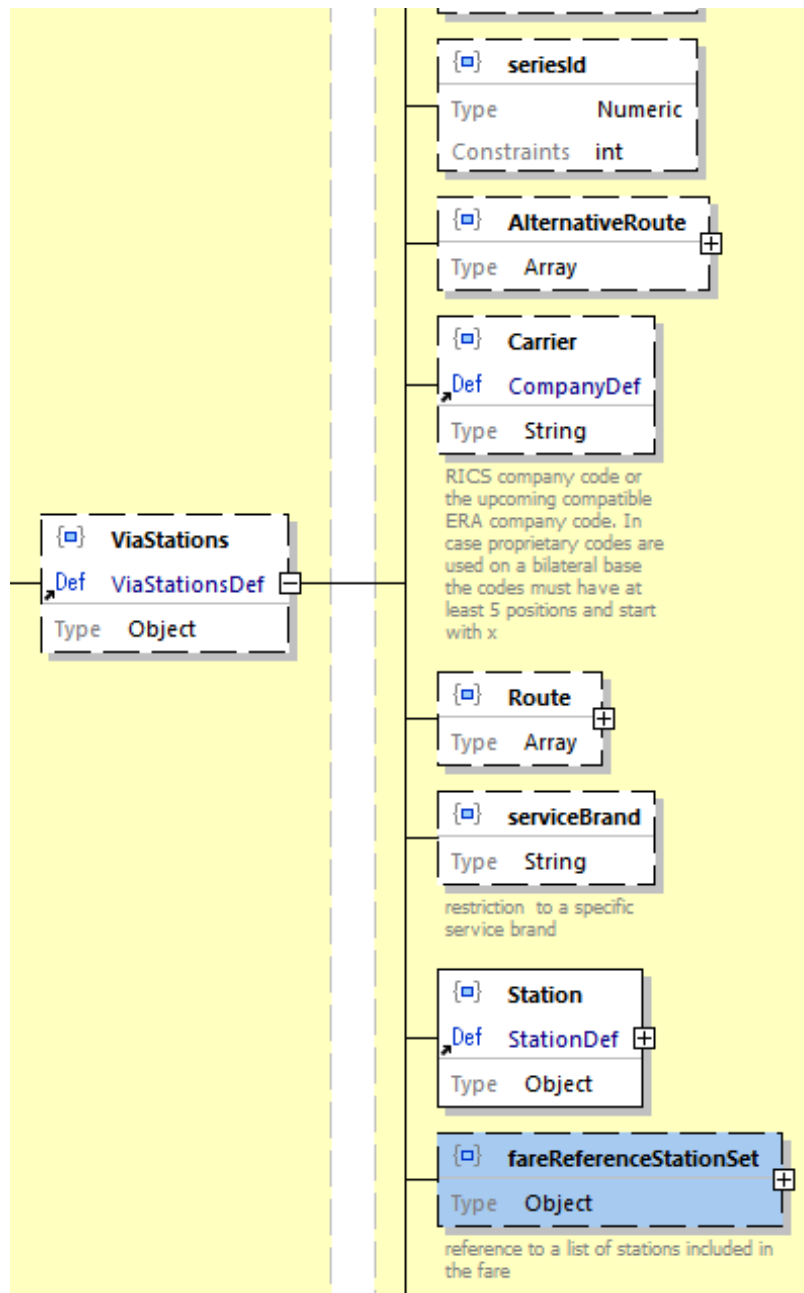 seriesId
Type Numeric
Constraints int
AlternativeRoute
Type Array
Carrier
Def CompanyDef
Type String
RICS company code or
the upcoming compatible
ERA company code. In
case proprietary codes are
used on a bilateral base
the codes must have at
least 5 positions and start
with x
ViaStations
Def ViaStationsDef
Type Object
Route
Type Array
serviceBrand
Type String
restriction to a specific
service brand
Station
Def StationDef
Type Object
fareReferenceStationSet
Type Object
reference to a list of stations included in
the fare